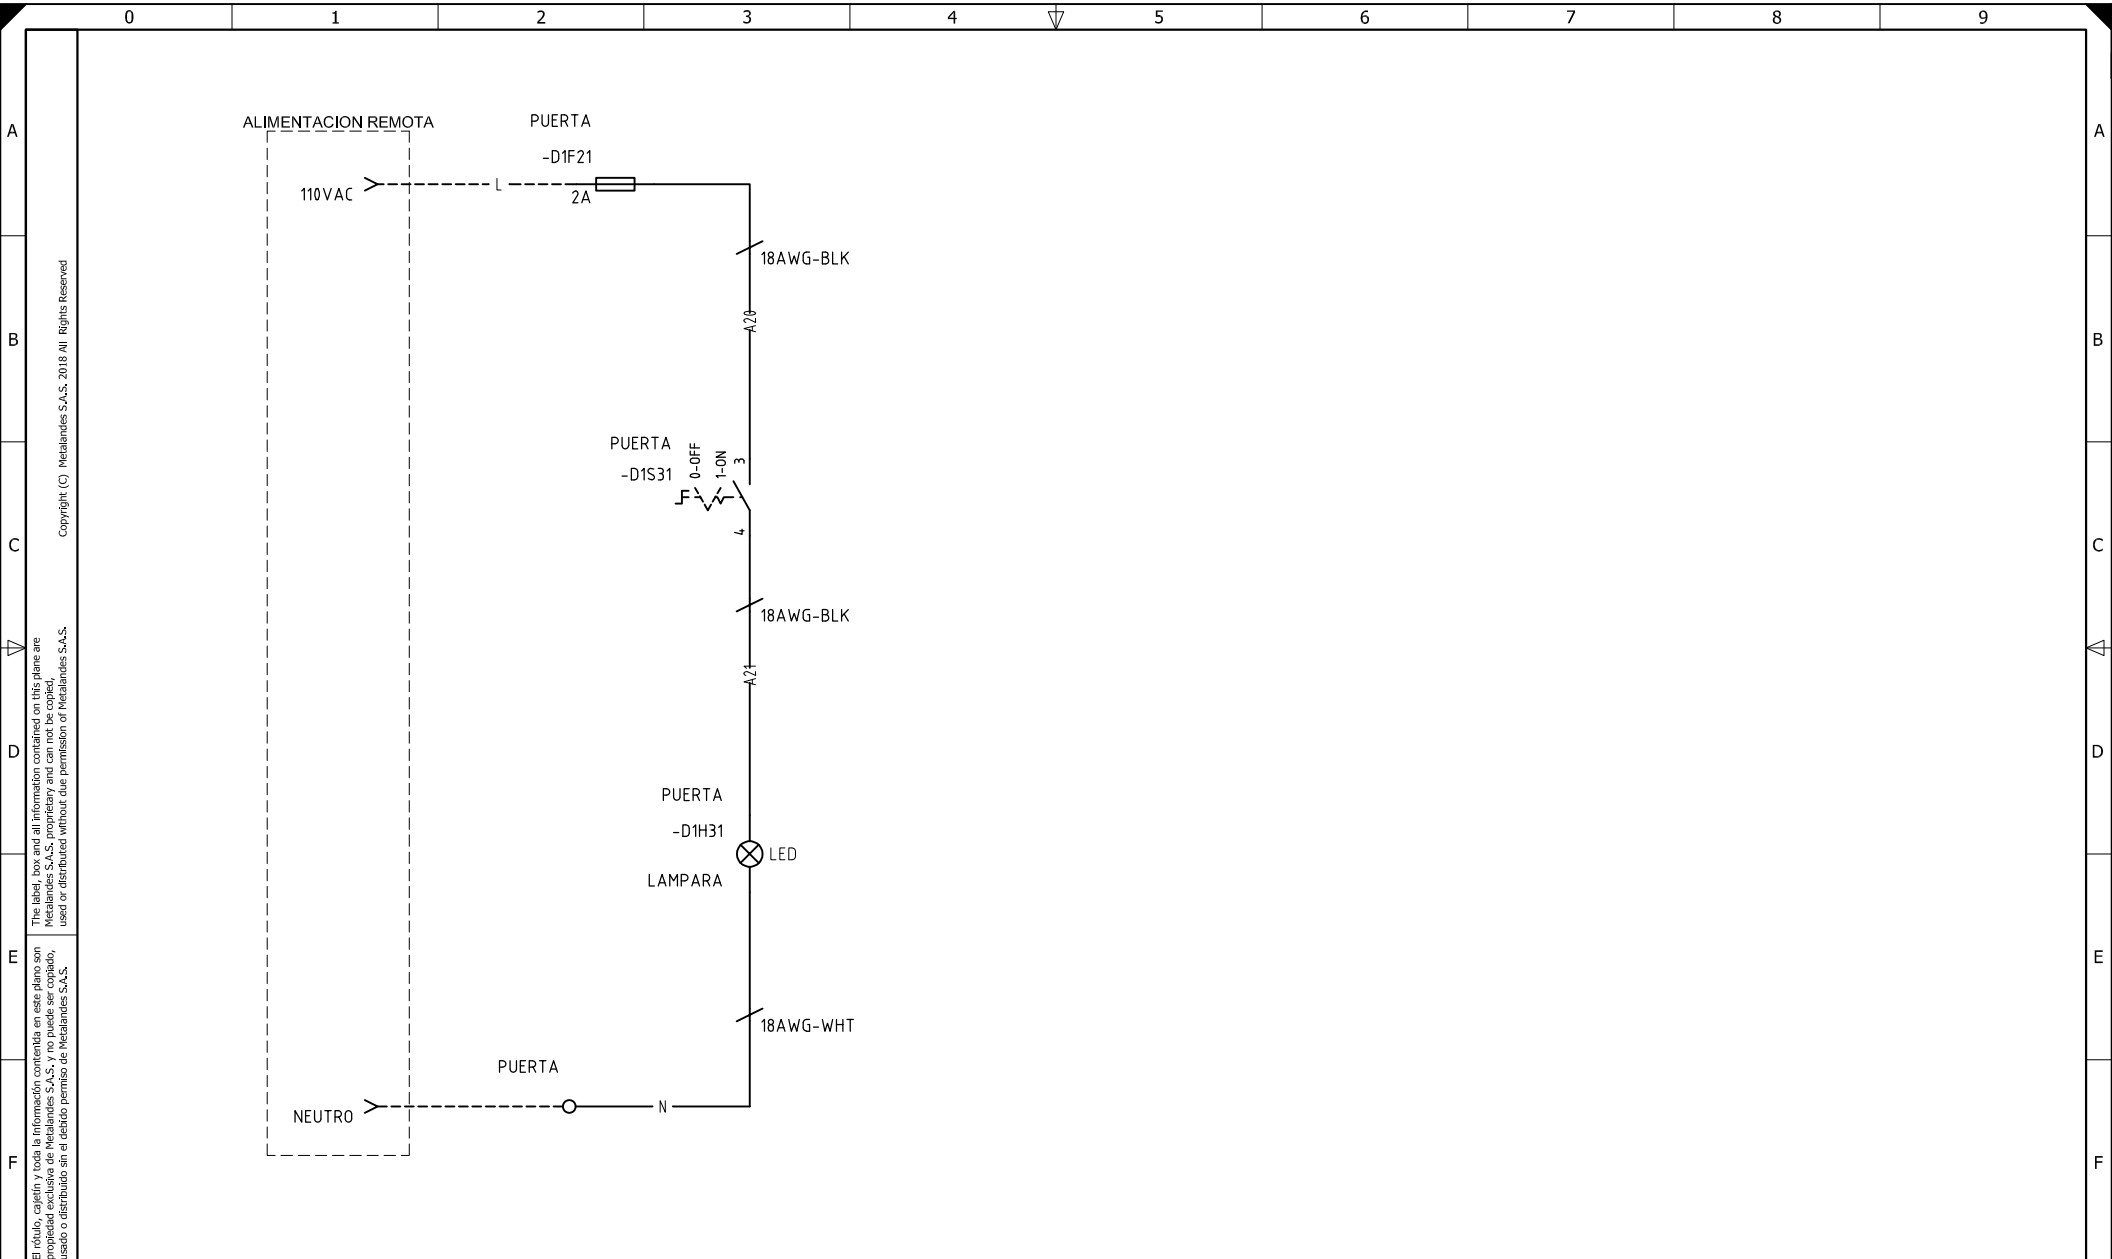 0 1 2 3 4 5 6 7 8 9
A A
B B
C C
D D
E E
F F
ALIMENTACION REMOTA
PUERTA
-D1F21
110VAC
L
2A
18AWG-BLK
A20
PUERTA
-D1S31
0-OFF
1-ON
3
4
18AWG-BLK
A21
PUERTA
-D1H31
LED
LAMPARA
18AWG-WHT
PUERTA
NEUTRO
N
Copyright (C) Metalandes S.A.S. 2018 All Rights Reserved
The label, box and all information contained on this plane are
Metalandes S.A.S. proprietary and can not be copied,
used or distributed without due permission of Metalandes S.A.S.
El rótulo, cajetín y toda la información contenida en este plano son
propiedad exclusiva de Metalandes S.A.S. y no puede ser copiado,
usado o distribuido sin el debido permiso de Metalandes S.A.S.